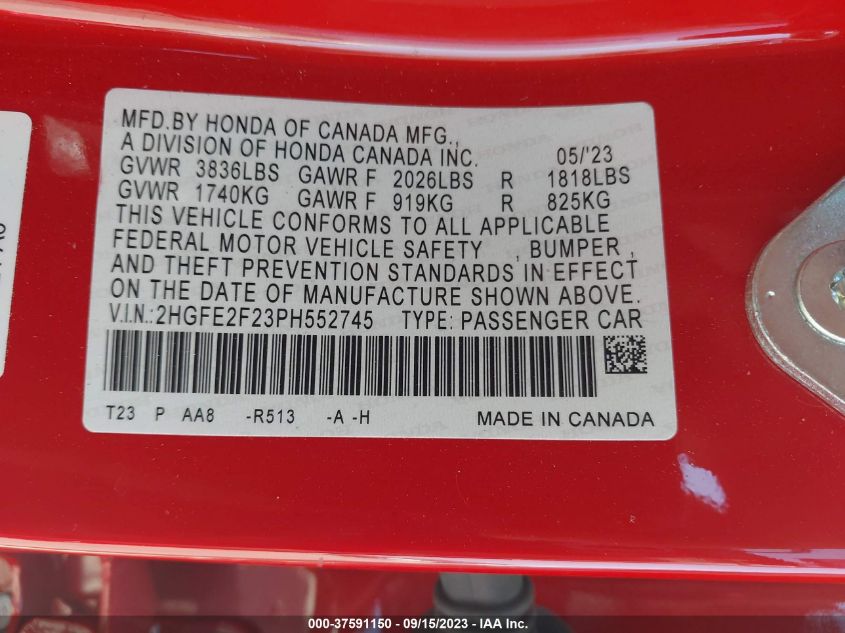 MFD.BY HONDA OF CANADA MFG.,
A DIVISION OF HONDA CANADA INC. 05/'23
GVWR 3836LBS GAWR F 2026LBS R 1818LBS
GVWR 1740KG GAWR F 919KG R 825KG
THIS VEHICLE CONFORMS TO ALL APPLICABLE
FEDERAL MOTOR VEHICLE SAFETY , BUMPER ,
AND THEFT PREVENTION STANDARDS IN EFFECT
ON THE DATE OF MANUFACTURE SHOWN ABOVE.
V.I.N.:2HGFE2F23PH552745 TYPE: PASSENGER CAR
T23 P AA8 -R513 -A -H MADE IN CANADA
000-37591150 - 09/15/2023 - IAA Inc.